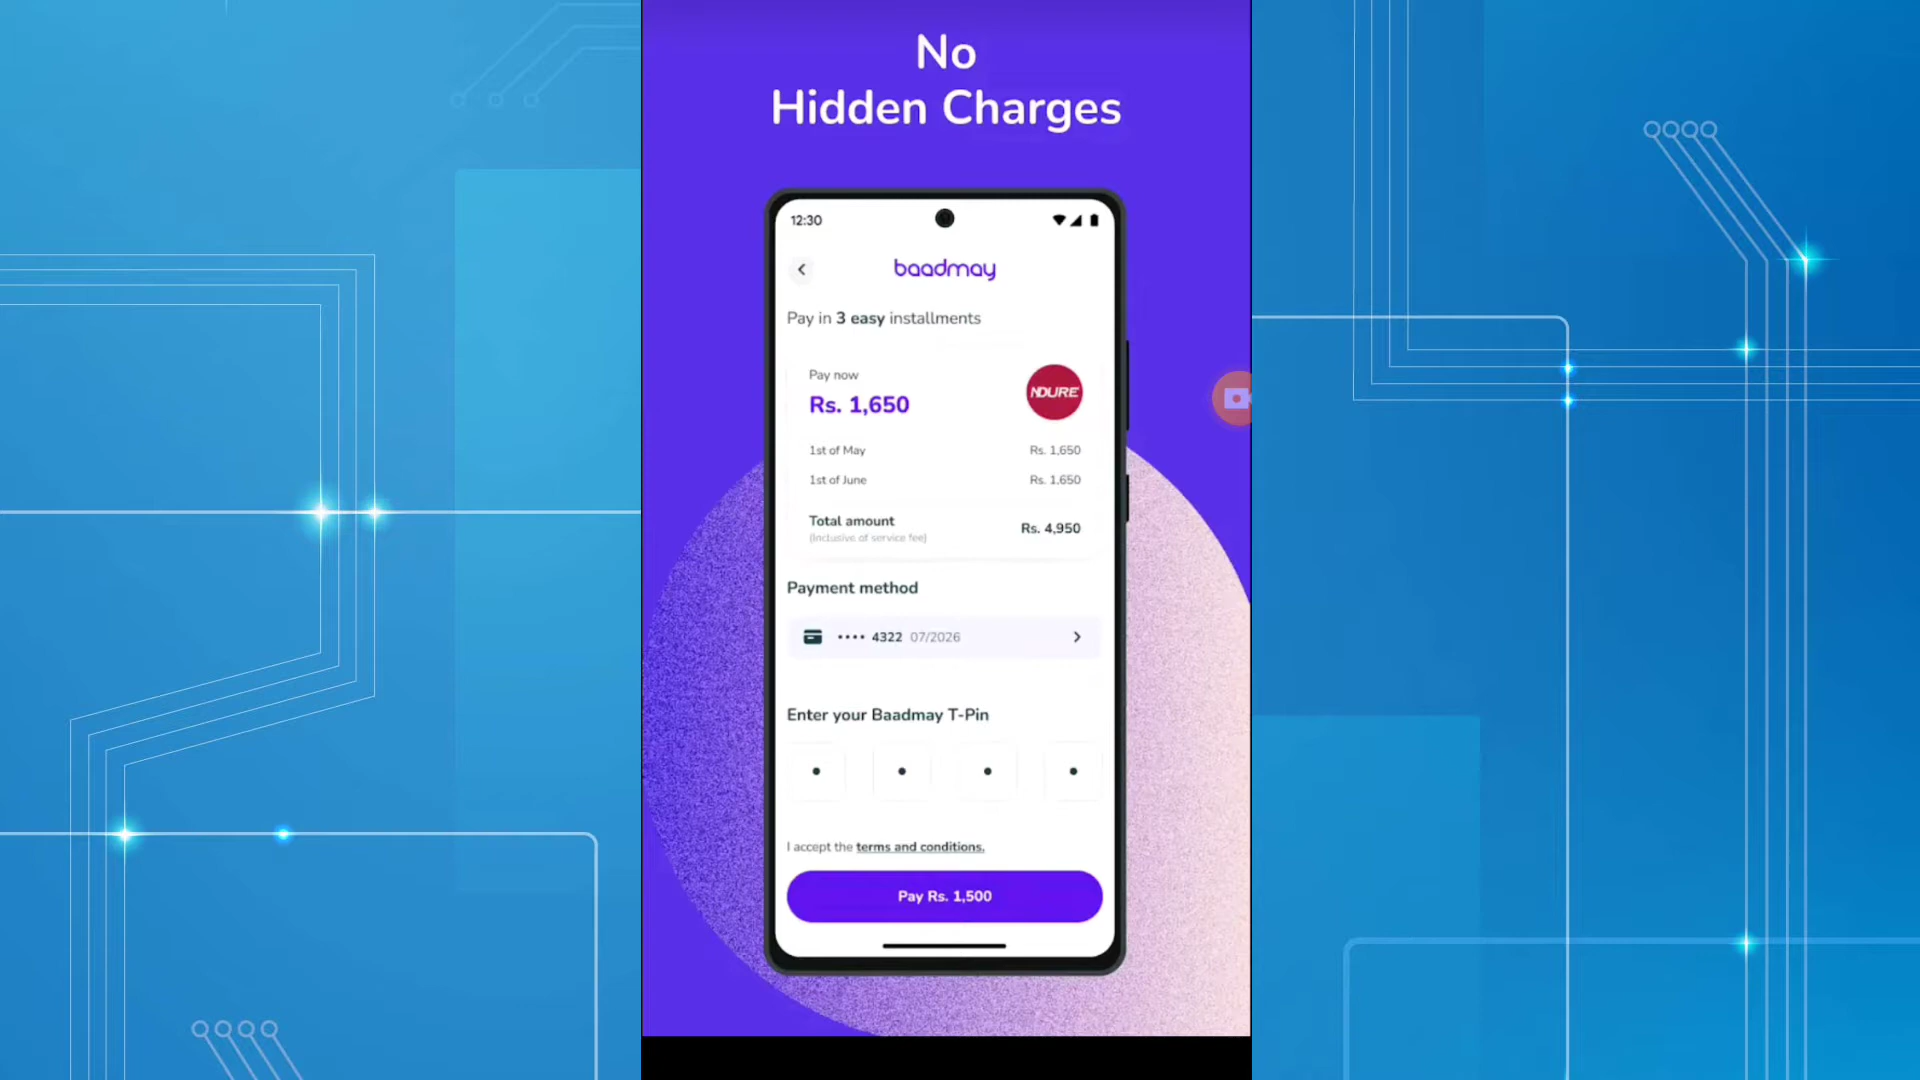 No
Hidden Charges
12:30
baadmay
Pay in 3 easy installments
Pay now
Rs. 1,650
NDURE
1st of May Rs. 1,650
1st of June Rs. 1,650
Total amount
(Inclusive of service fee)
Rs. 4,950
Payment method
•••• 4322 07/2026
Enter your Baadmay T-Pin
I accept the terms and conditions.
Pay Rs. 1,500